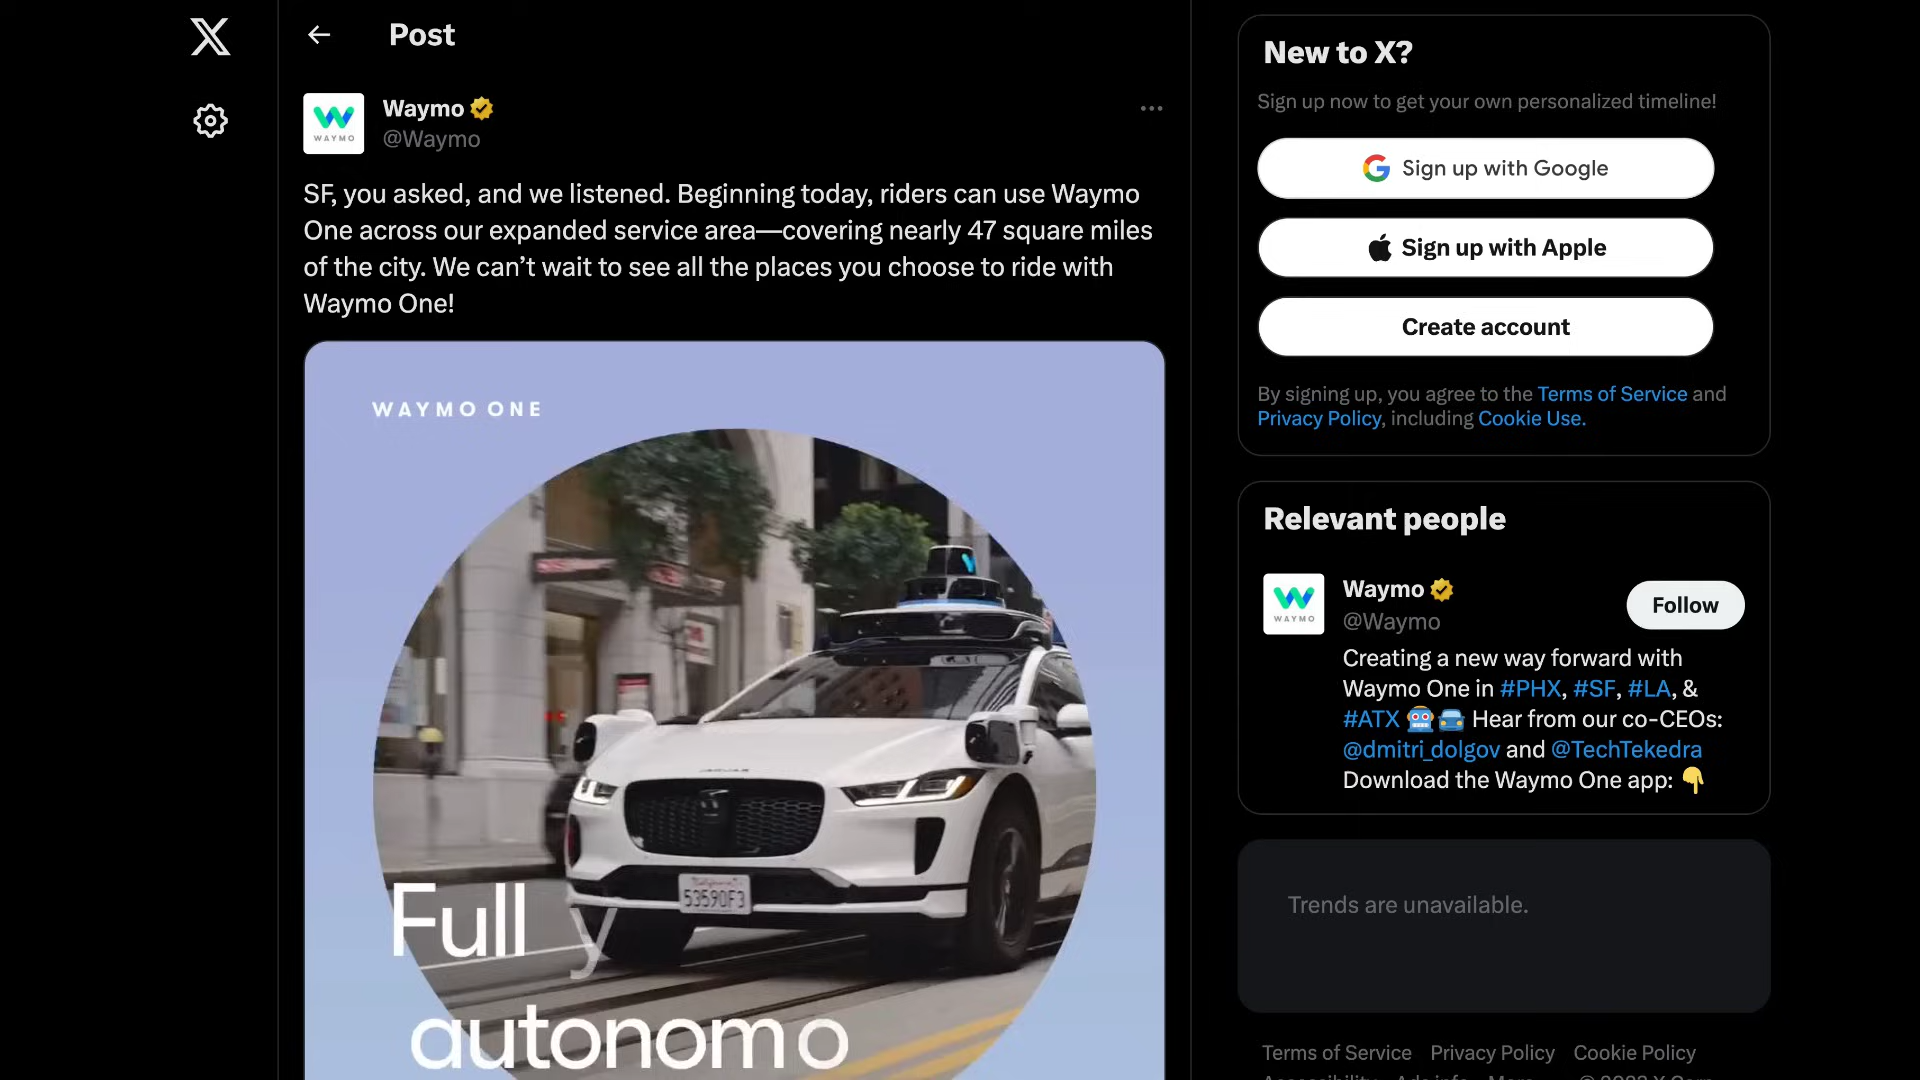 Post
Waymo
@Waymo
WAYMO
SF, you asked, and we listened. Beginning today, riders can use Waymo
One across our expanded service area—covering nearly 47 square miles
of the city. We can’t wait to see all the places you choose to ride with
Waymo One!
WAYMO ONE
JAGUAR
California
53590F3
Full y
autonomo
New to X?
Sign up now to get your own personalized timeline!
Sign up with Google
Sign up with Apple
Create account
By signing up, you agree to the Terms of Service and
Privacy Policy, including Cookie Use.
Relevant people
Waymo
@Waymo
WAYMO
Follow
Creating a new way forward with
Waymo One in #PHX, #SF, #LA, &
#ATX 🤖🚘 Hear from our co-CEOs:
@dmitri_dolgov and @TechTekedra
Download the Waymo One app: 👇
Trends are unavailable.
Terms of Service Privacy Policy Cookie Policy